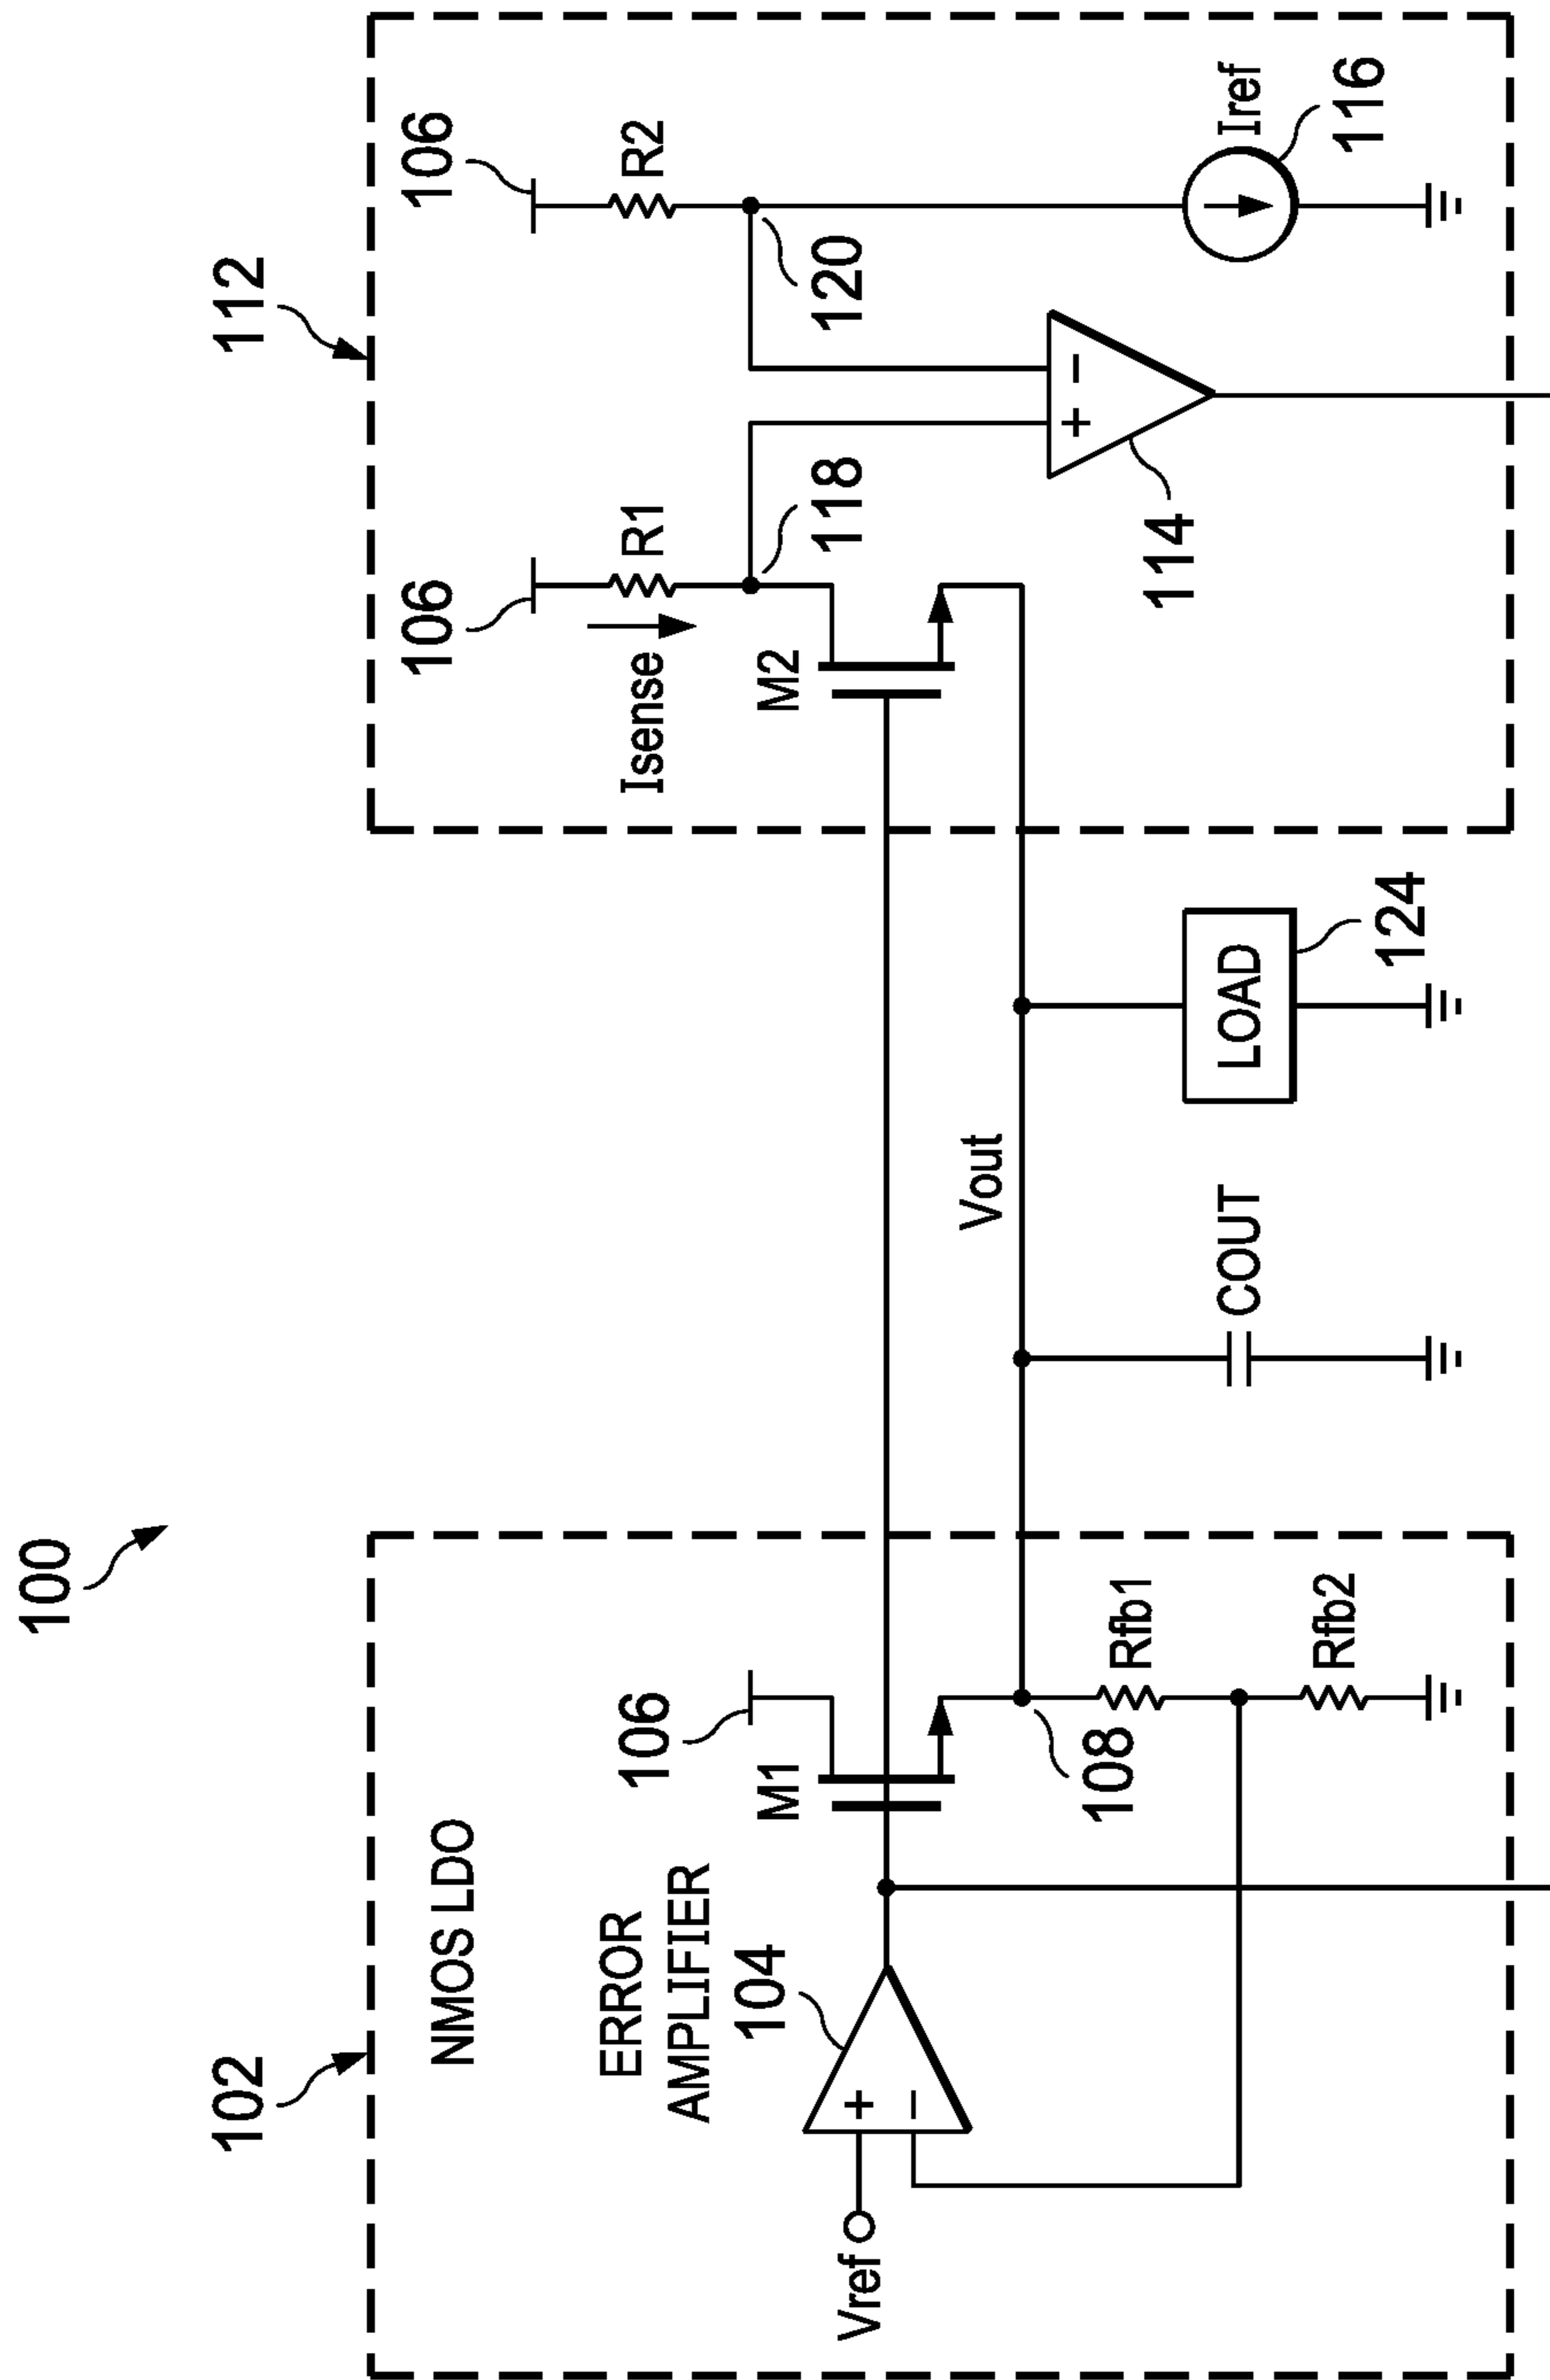 100
102
112
NMOS LDO
ERROR
AMPLIFIER
104
Vref
+
−
106
M1
108
Rfb1
Rfb2
Vout
COUT
LOAD
124
106
Isense
R1
M2
118
106
R2
120
+
−
114
Iref
116